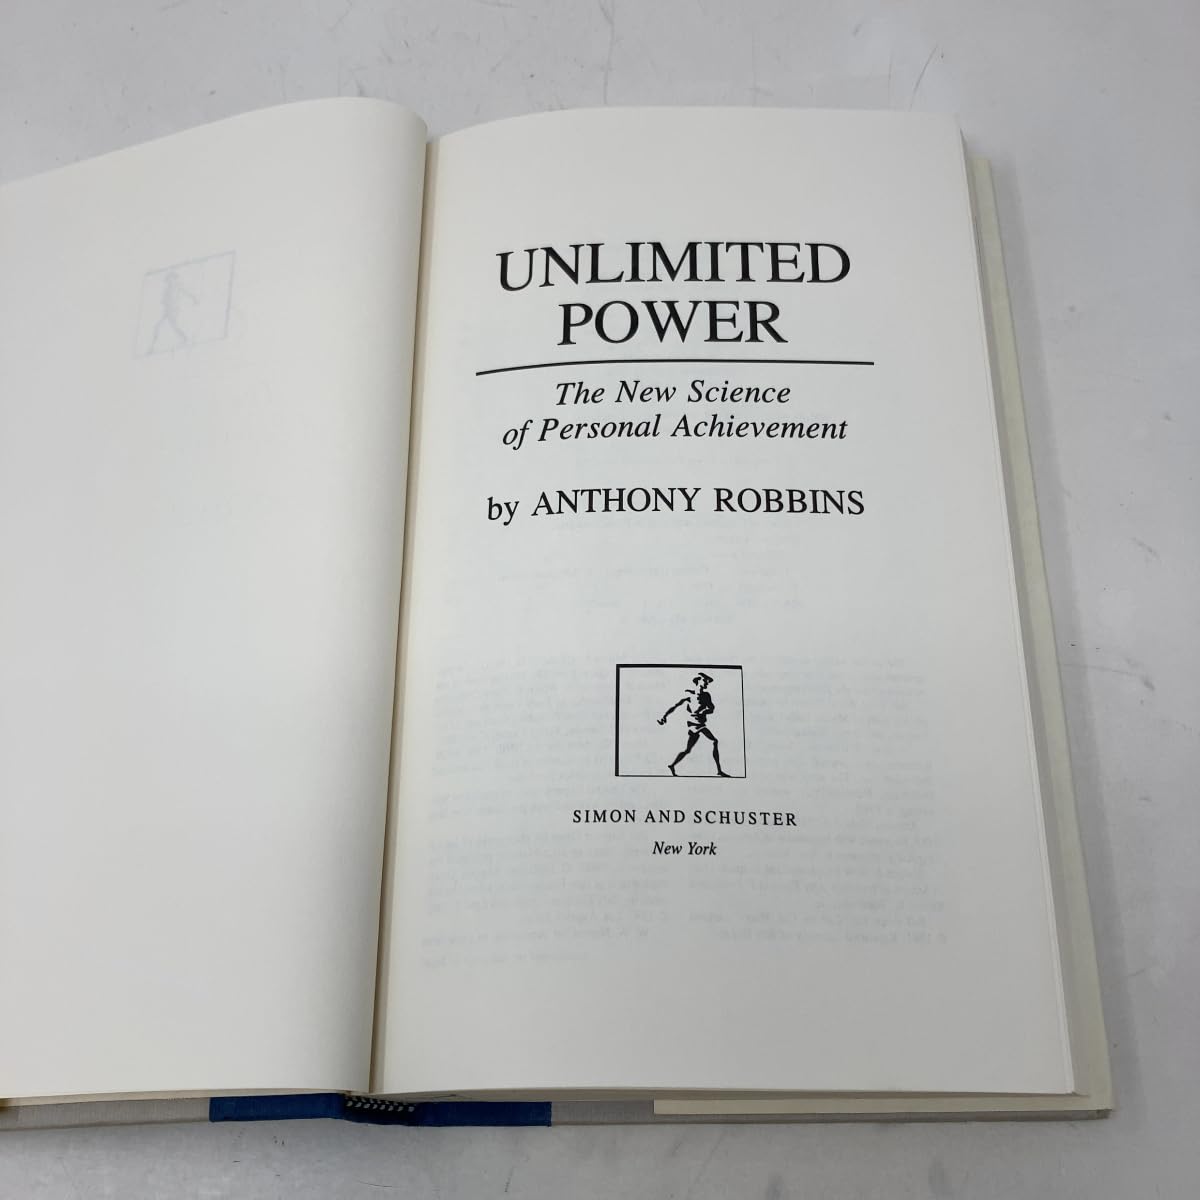 UNLIMITED
POWER
The New Science
of Personal Achievement
by ANTHONY ROBBINS
SIMON AND SCHUSTER
New York